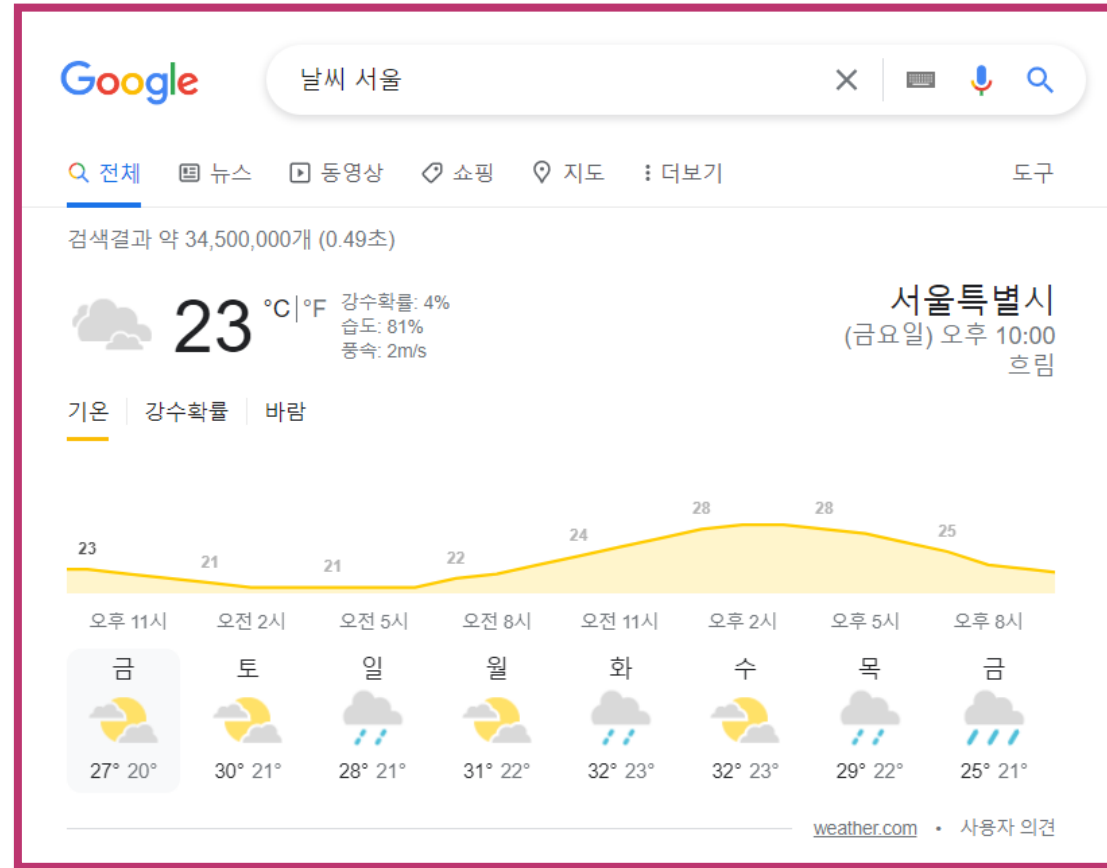 Google 날씨 서울
전체 뉴스 동영상 쇼핑 지도 더보기 도구
검색결과 약 34,500,000개 (0.49초)
23 °C|°F
강수확률: 4%
습도: 81%
풍속: 2m/s
서울특별시
(금요일) 오후 10:00
흐림
기온 강수확률 바람
23 21 21 22 24 28 28 25
오후 11시 오전 2시 오전 5시 오전 8시 오전 11시 오후 2시 오후 5시 오후 8시
금 토 일 월 화 수 목 금
27° 20° 30° 21° 28° 21° 31° 22° 32° 23° 32° 23° 29° 22° 25° 21°
weather.com • 사용자 의견